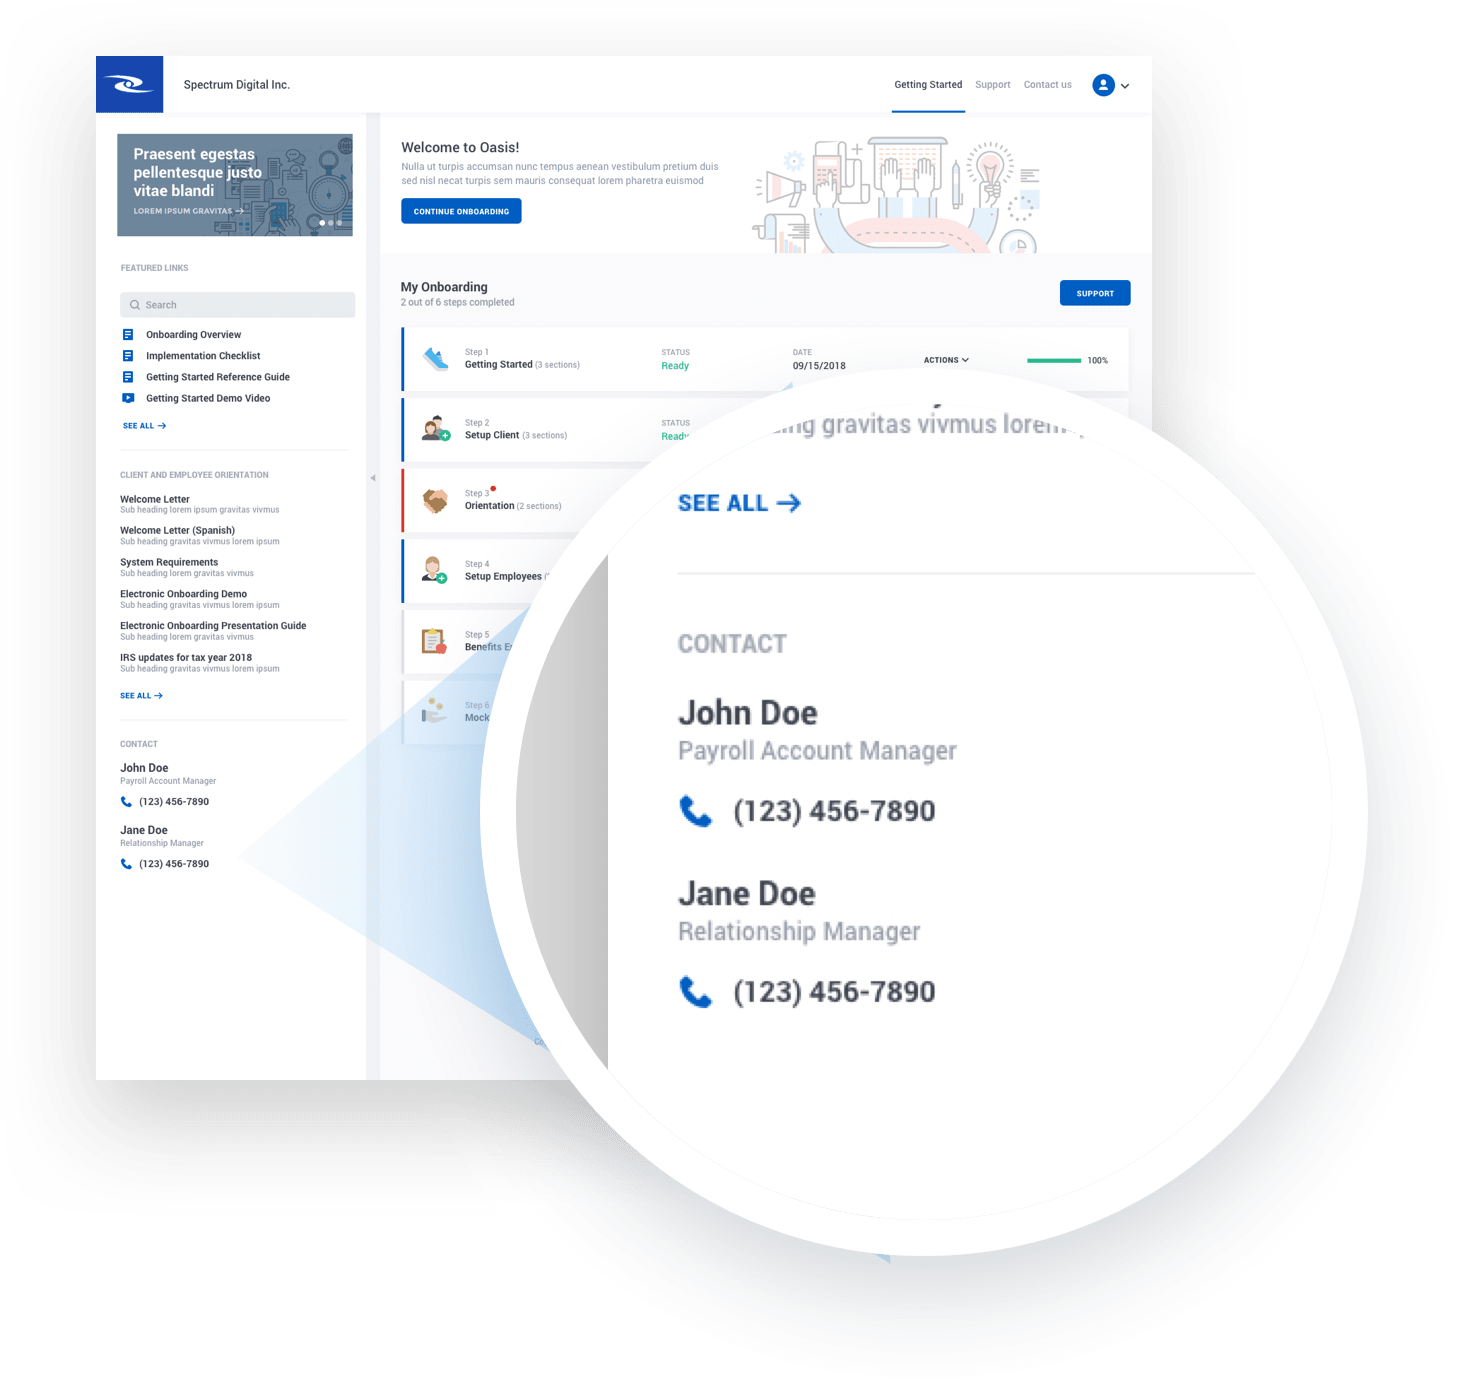 Spectrum Digital Inc.
Getting Started
Support
Contact us
Praesent egestas
pellentesque justo
vitae blandi
LOREM IPSUM GRAVITAS
FEATURED LINKS
Search
Onboarding Overview
Implementation Checklist
Getting Started Reference Guide
Getting Started Demo Video
SEE ALL
CLIENT AND EMPLOYEE ORIENTATION
Welcome Letter
Sub heading lorem ipsum gravitas vivmus
Welcome Letter (Spanish)
Sub heading gravitas vivmus lorem ipsum
System Requirements
Sub heading lorem gravitas vivmus
Electronic Onboarding Demo
Sub heading gravitas vivmus lorem ipsum
Electronic Onboarding Presentation Guide
Sub heading lorem gravitas vivmus
IRS updates for tax year 2018
Sub heading gravitas vivmus lorem ipsum
SEE ALL
CONTACT
John Doe
Payroll Account Manager
(123) 456-7890
Jane Doe
Relationship Manager
(123) 456-7890
Welcome to Oasis!
Nulla ut turpis accumsan nunc tempus aenean vestibulum pretium duis
sed nisl necat turpis sem mauris consequat lorem pharetra euismod
CONTINUE ONBOARDING
My Onboarding
2 out of 6 steps completed
SUPPORT
Step 1
Getting Started (3 sections)
STATUS
Ready
DATE
09/15/2018
ACTIONS
100%
Step 2
Setup Client (3 sections)
STATUS
Ready
Step 3
Orientation (2 sections)
Step 4
Setup Employees
Step 5
Benefits
Step 6
Mock
gravitas vivmus lorem
SEE ALL
CONTACT
John Doe
Payroll Account Manager
(123) 456-7890
Jane Doe
Relationship Manager
(123) 456-7890